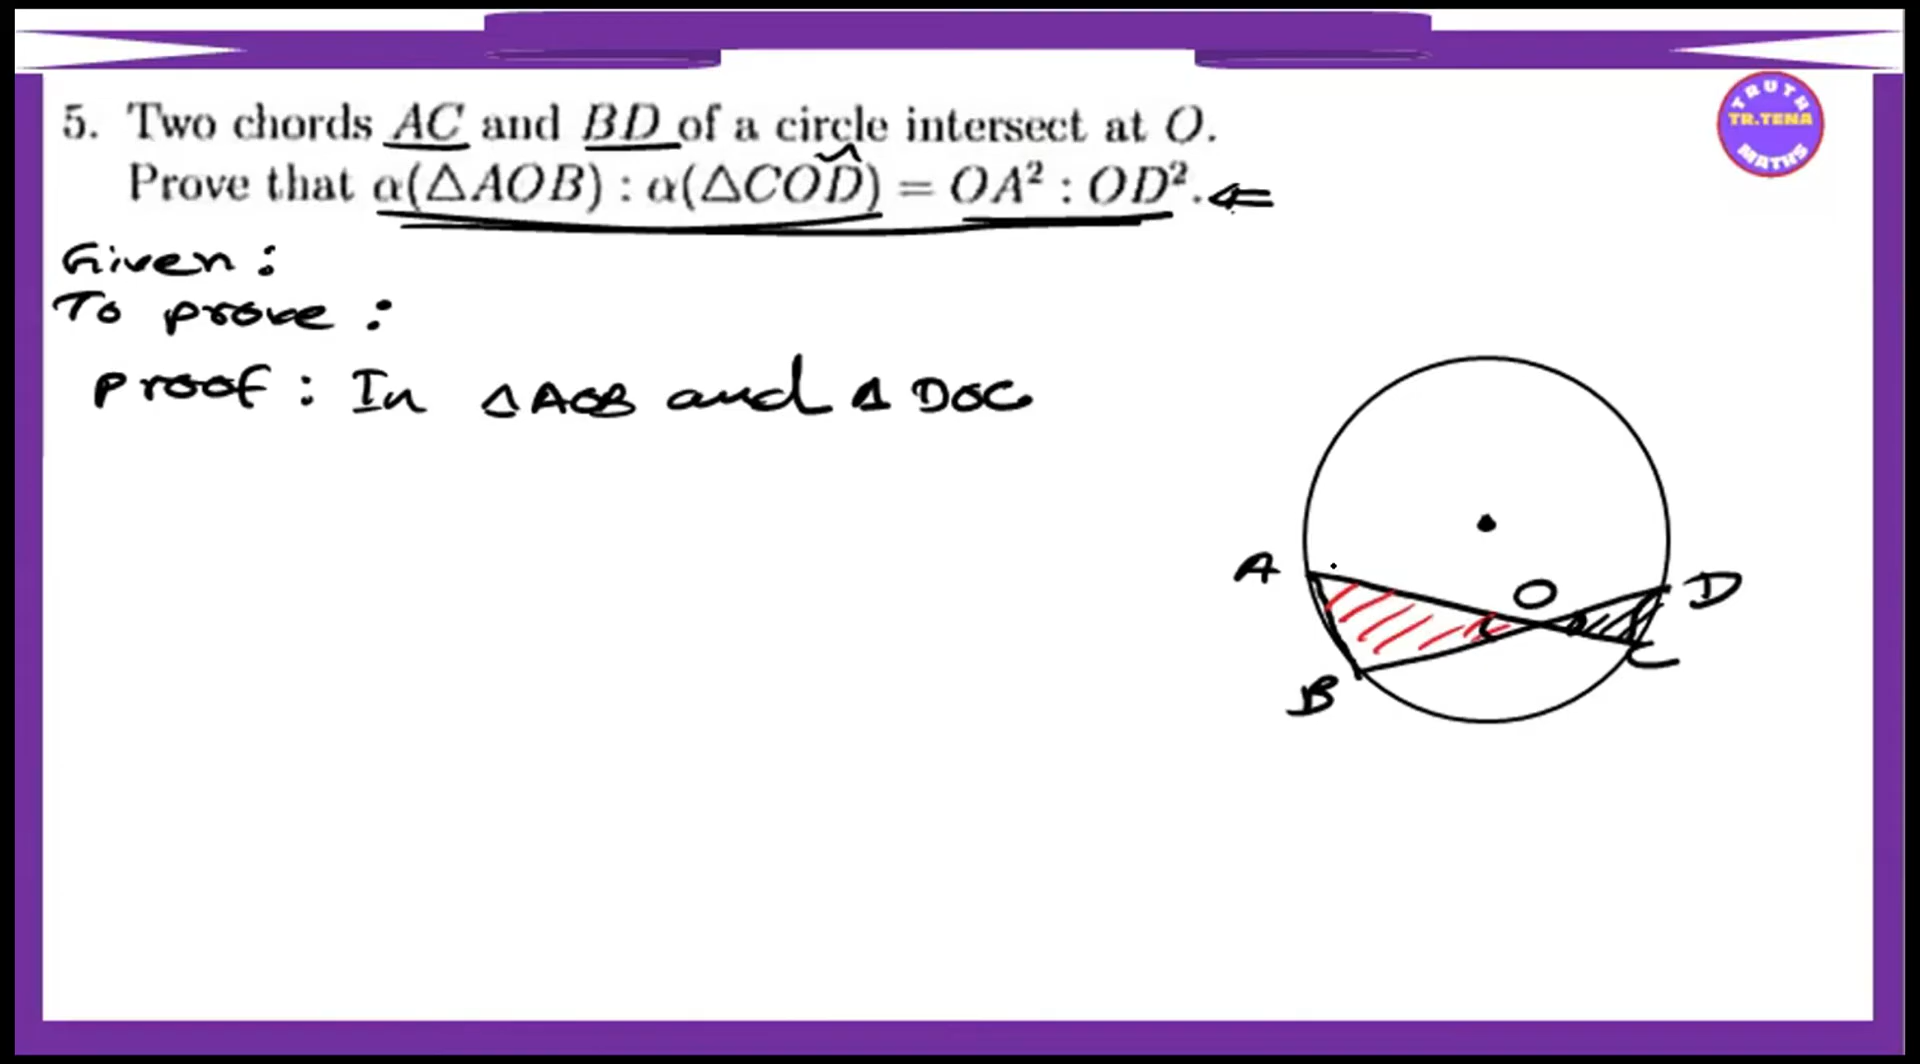 TRUTH
TR.TENA
MATHS
5. Two chords AC and BD of a circle intersect at O.
Prove that α(△AOB) : α(△COD) = OA² : OD². ⇐
Given :
To prove :
Proof : In △AOB and △DOC
A
O
D
C
B